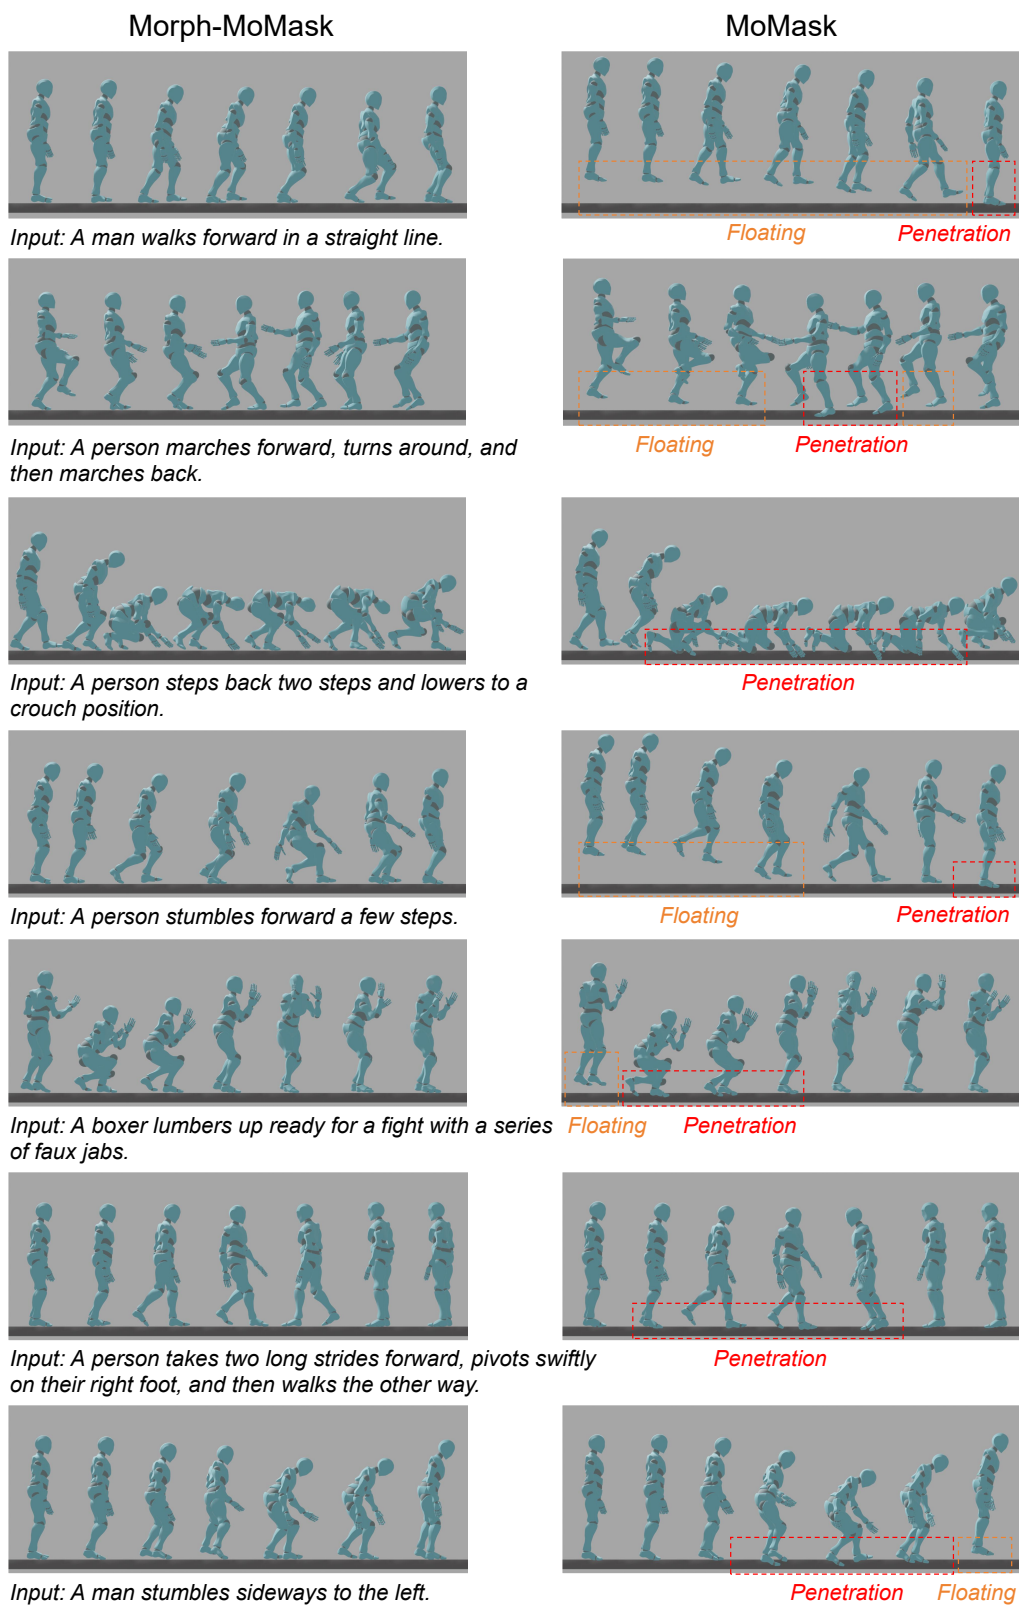 Morph-MoMask
MoMask
Input: A man walks forward in a straight line.
Floating
Penetration
Input: A person marches forward, turns around, and
then marches back.
Floating
Penetration
Input: A person steps back two steps and lowers to a
crouch position.
Penetration
Input: A person stumbles forward a few steps.
Floating
Penetration
Input: A boxer lumbers up ready for a fight with a series
of faux jabs.
Floating
Penetration
Input: A person takes two long strides forward, pivots swiftly
on their right foot, and then walks the other way.
Penetration
Input: A man stumbles sideways to the left.
Penetration
Floating